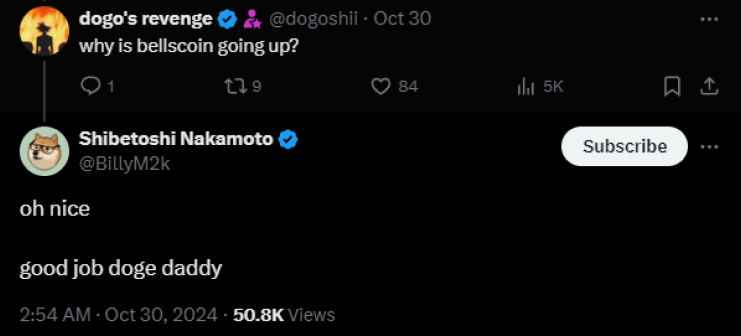 dogo's revenge @dogoshii · Oct 30
why is bellscoin going up?
1 9 84 5K
Shibetoshi Nakamoto
@BillyM2k
Subscribe
oh nice
good job doge daddy
2:54 AM · Oct 30, 2024 · 50.8K Views